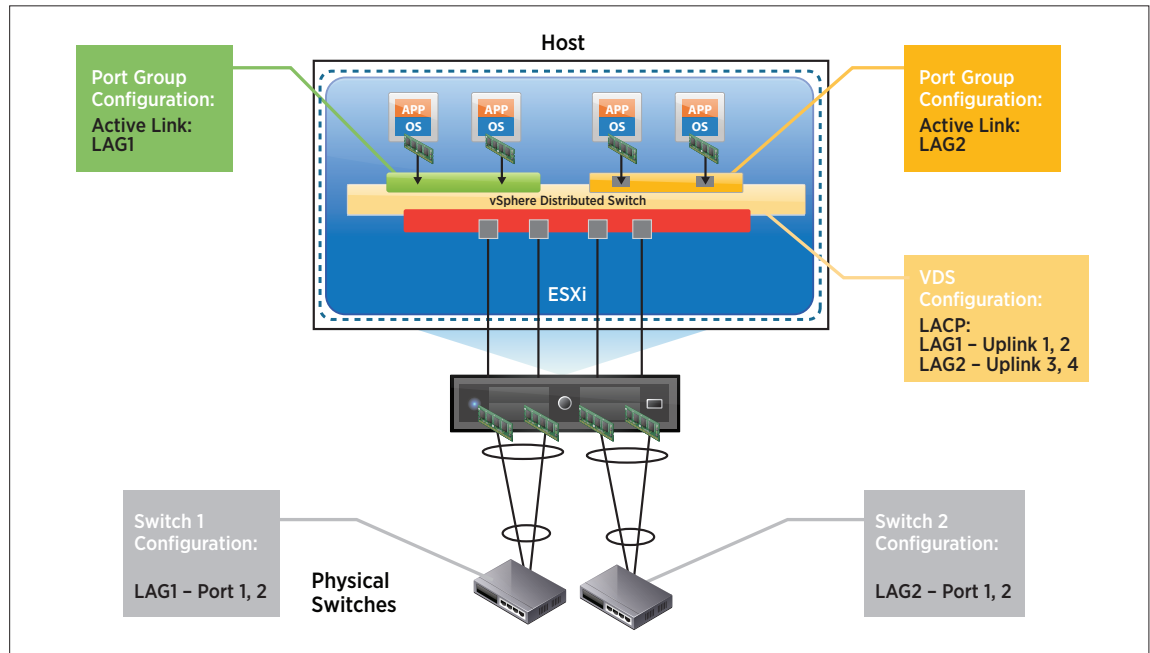 Host
Port Group
Configuration:
Active Link:
LAG1
Port Group
Configuration:
Active Link:
LAG2
APP
OS
APP
OS
APP
OS
APP
OS
vSphere Distributed Switch
ESXi
VDS
Configuration:
LACP:
LAG1 – Uplink 1, 2
LAG2 – Uplink 3, 4
Switch 1
Configuration:
LAG1 – Port 1, 2
Physical
Switches
Switch 2
Configuration:
LAG2 – Port 1, 2